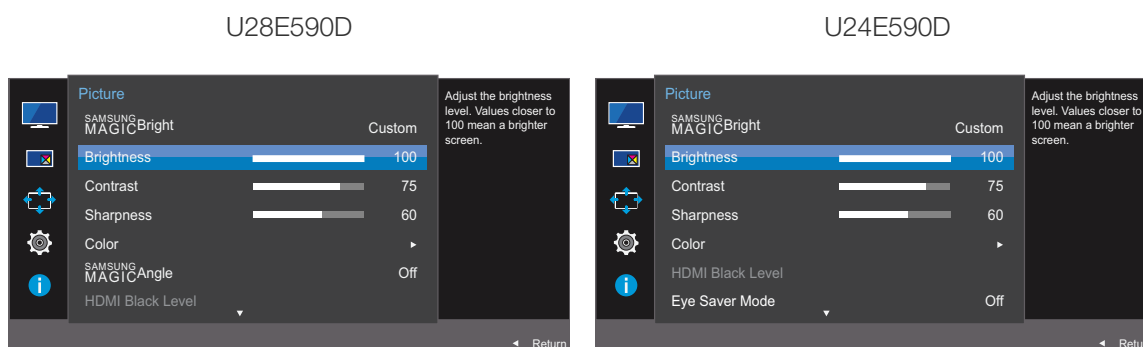 U28E590D
Picture
SAMSUNG
MAGICBright Custom
Brightness 100
Contrast 75
Sharpness 60
Color
SAMSUNG
MAGICAngle Off
HDMI Black Level
Adjust the brightness
level. Values closer to
100 mean a brighter
screen.
Return
U24E590D
Picture
SAMSUNG
MAGICBright Custom
Brightness 100
Contrast 75
Sharpness 60
Color
HDMI Black Level
Eye Saver Mode Off
Adjust the brightness
level. Values closer to
100 mean a brighter
screen.
Retu